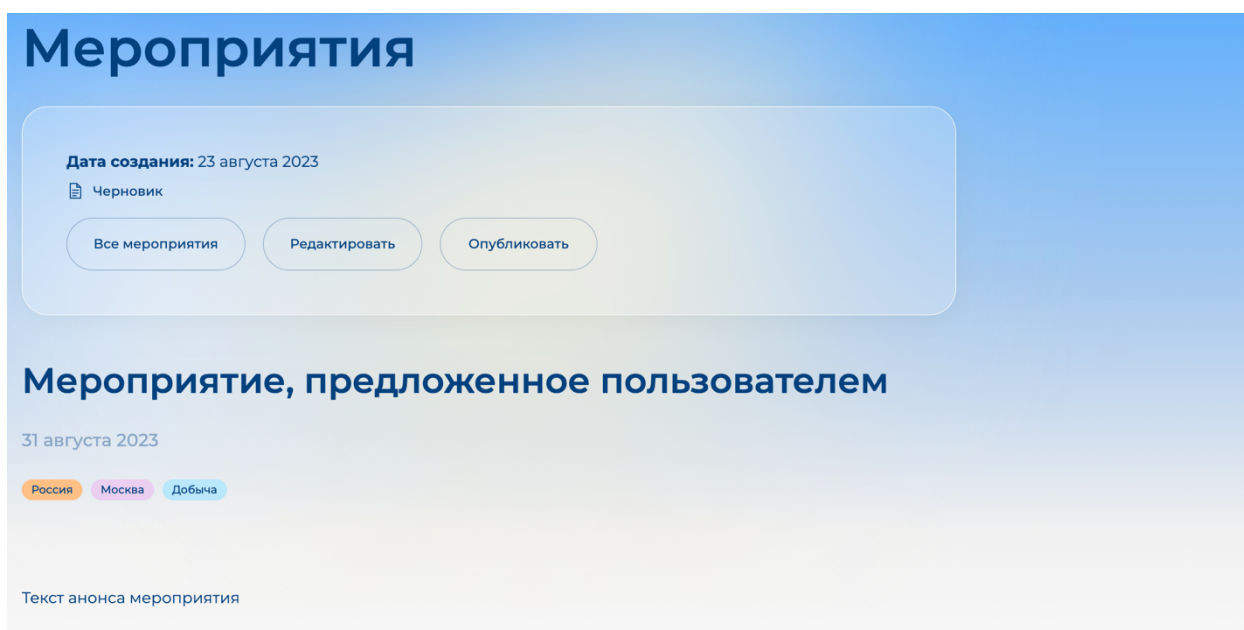 Мероприятия
Дата создания: 23 августа 2023
Черновик
Все мероприятия Редактировать Опубликовать
Мероприятие, предложенное пользователем
31 августа 2023
Россия Москва Добыча
Текст анонса мероприятия